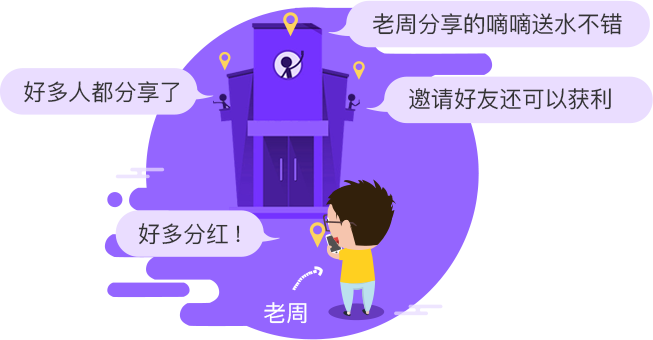 老周分享的嘀嘀送水不错
好多人都分享了
邀请好友还可以获利
好多分红！
老周